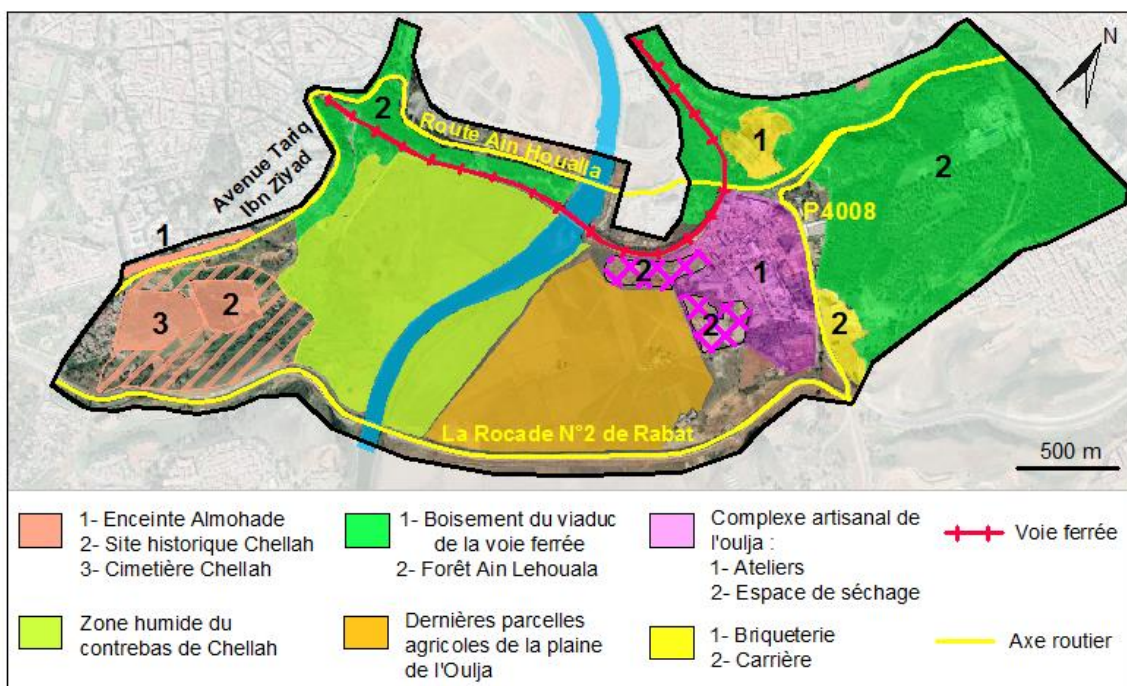 N
2
Route Ain Houalla
1
2
Avenue Tariq
Ibn Ziyad
P4008
1
2
1
3
2
2
2
La Rocade N°2 de Rabat
500 m
1- Enceinte Almohade
2- Site historique Chellah
3- Cimetière Chellah
1- Boisement du viaduc
de la voie ferrée
2- Forêt Ain Lehouala
Complexe artisanal de
l'oulja :
1- Ateliers
2- Espace de séchage
Voie ferrée
Zone humide du
contrebas de Chellah
Dernières parcelles
agricoles de la plaine
de l'Oulja
1- Briqueterie
2- Carrière
Axe routier